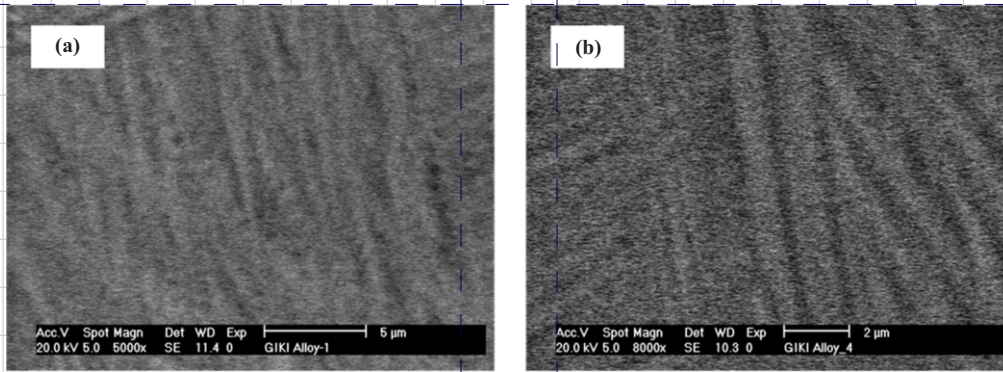 (a)
Acc.V Spot Magn Det WD Exp 5 μm
20.0 kV 5.0 5000x SE 11.4 0 GIKI Alloy-1
(b)
Acc.V Spot Magn Det WD Exp 2 μm
20.0 kV 5.0 8000x SE 10.3 0 GIKI Alloy_4